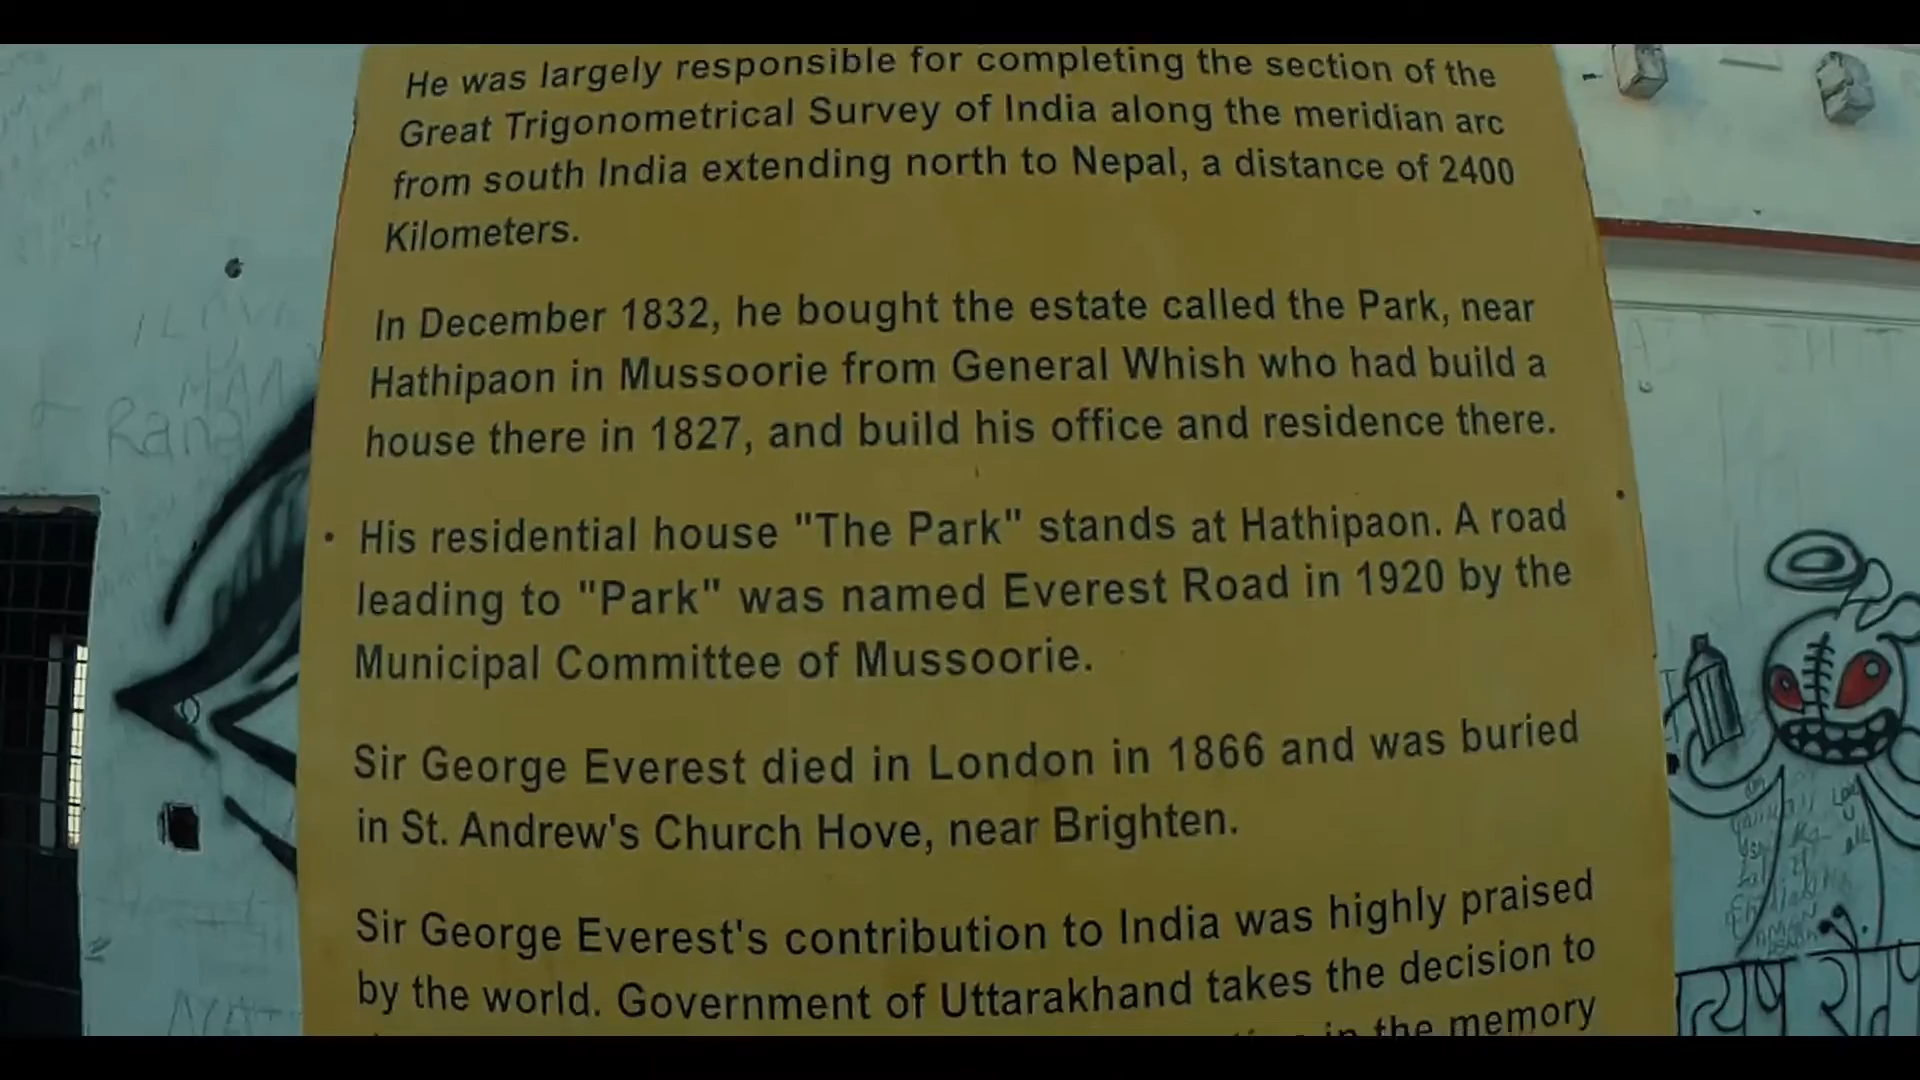 He was largely responsible for completing the section of the
Great Trigonometrical Survey of India along the meridian arc
from south India extending north to Nepal, a distance of 2400
Kilometers.
In December 1832, he bought the estate called the Park, near
Hathipaon in Mussoorie from General Whish who had build a
house there in 1827, and build his office and residence there.
His residential house "The Park" stands at Hathipaon. A road
leading to "Park" was named Everest Road in 1920 by the
Municipal Committee of Mussoorie.
Sir George Everest died in London in 1866 and was buried
in St. Andrew's Church Hove, near Brighten.
Sir George Everest's contribution to India was highly praised
by the world. Government of Uttarakhand takes the decision to
in the memory
Rana